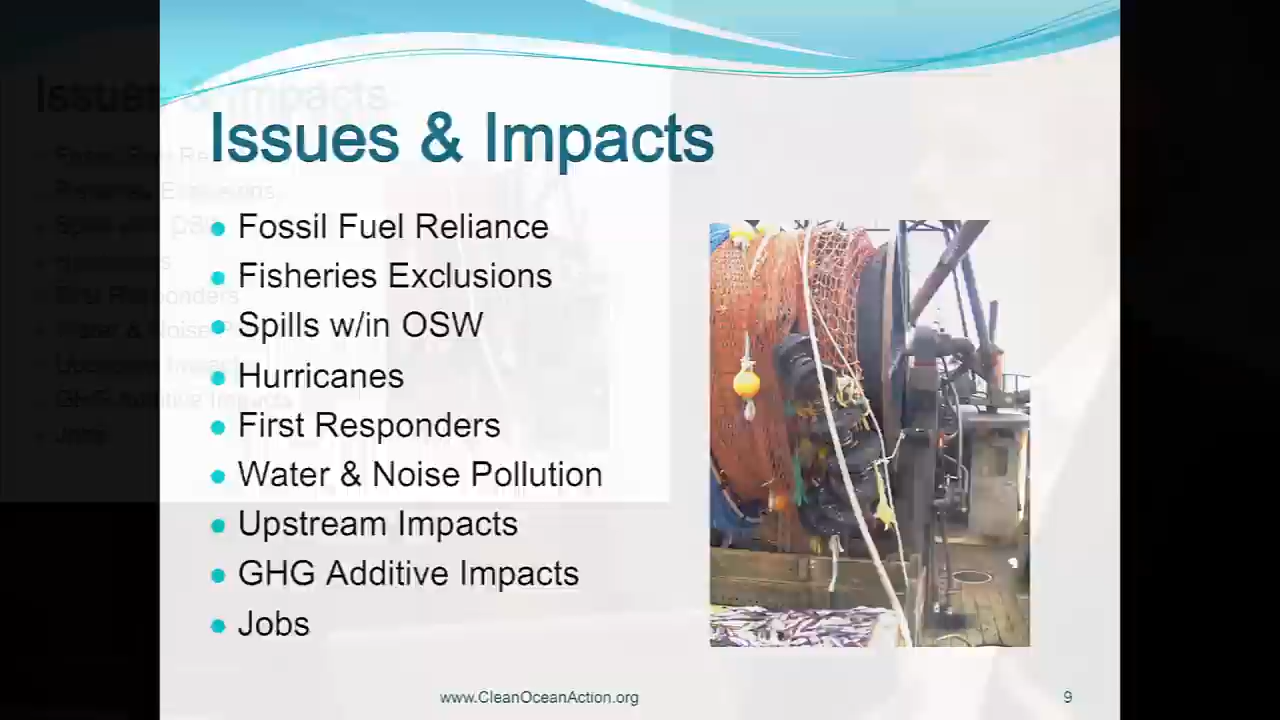 Issues & Impacts
Fossil Fuel Reliance
Fisheries Exclusions
Spills w/in OSW
Hurricanes
First Responders
Water & Noise Pollution
Upstream Impacts
GHG Additive Impacts
Jobs
www.CleanOceanAction.org
9